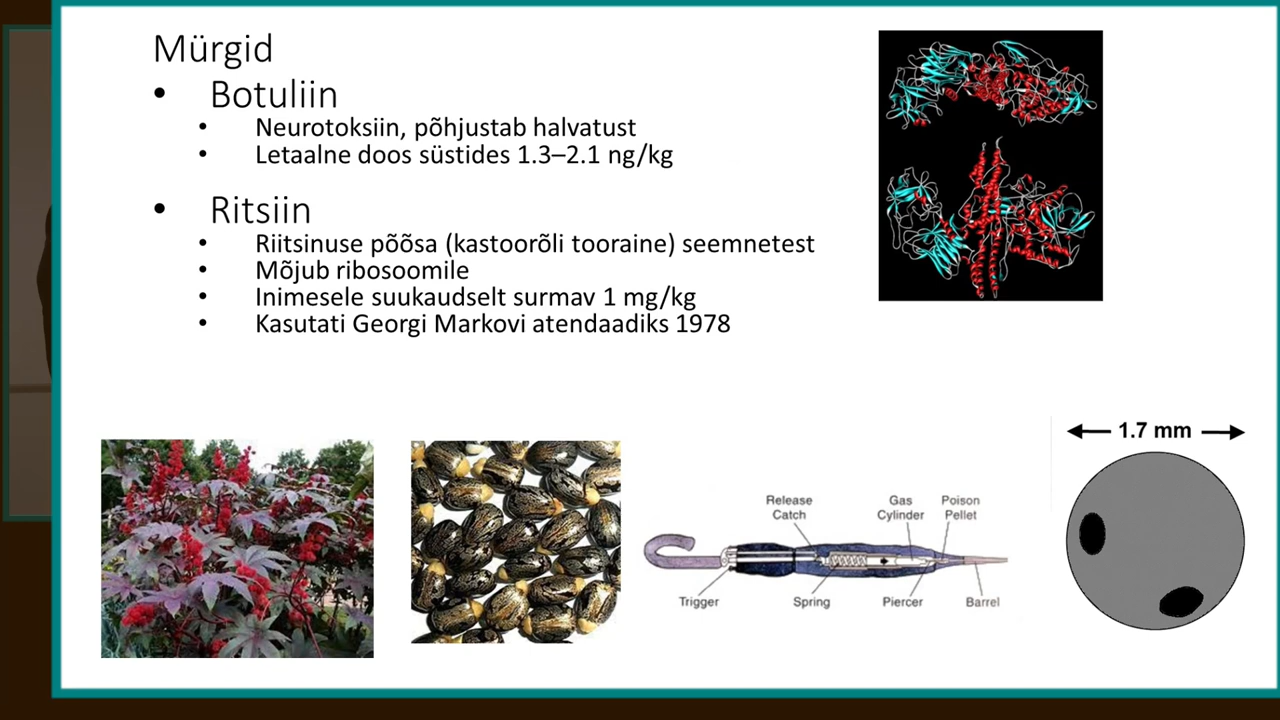 Mürgid
• Botuliin
• Neurotoksiin, põhjustab halvatust
• Letaalne doos süstides 1.3–2.1 ng/kg
• Ritsiin
• Riitsinuse põõsa (kastoorõli tooraine) seemnetest
• Mõjub ribosoomile
• Inimesele suukaudselt surmav 1 mg/kg
• Kasutati Georgi Markovi atendaadiks 1978
Release Catch
Gas Cylinder
Poison Pellet
Trigger
Spring
Piercer
Barrel
1.7 mm